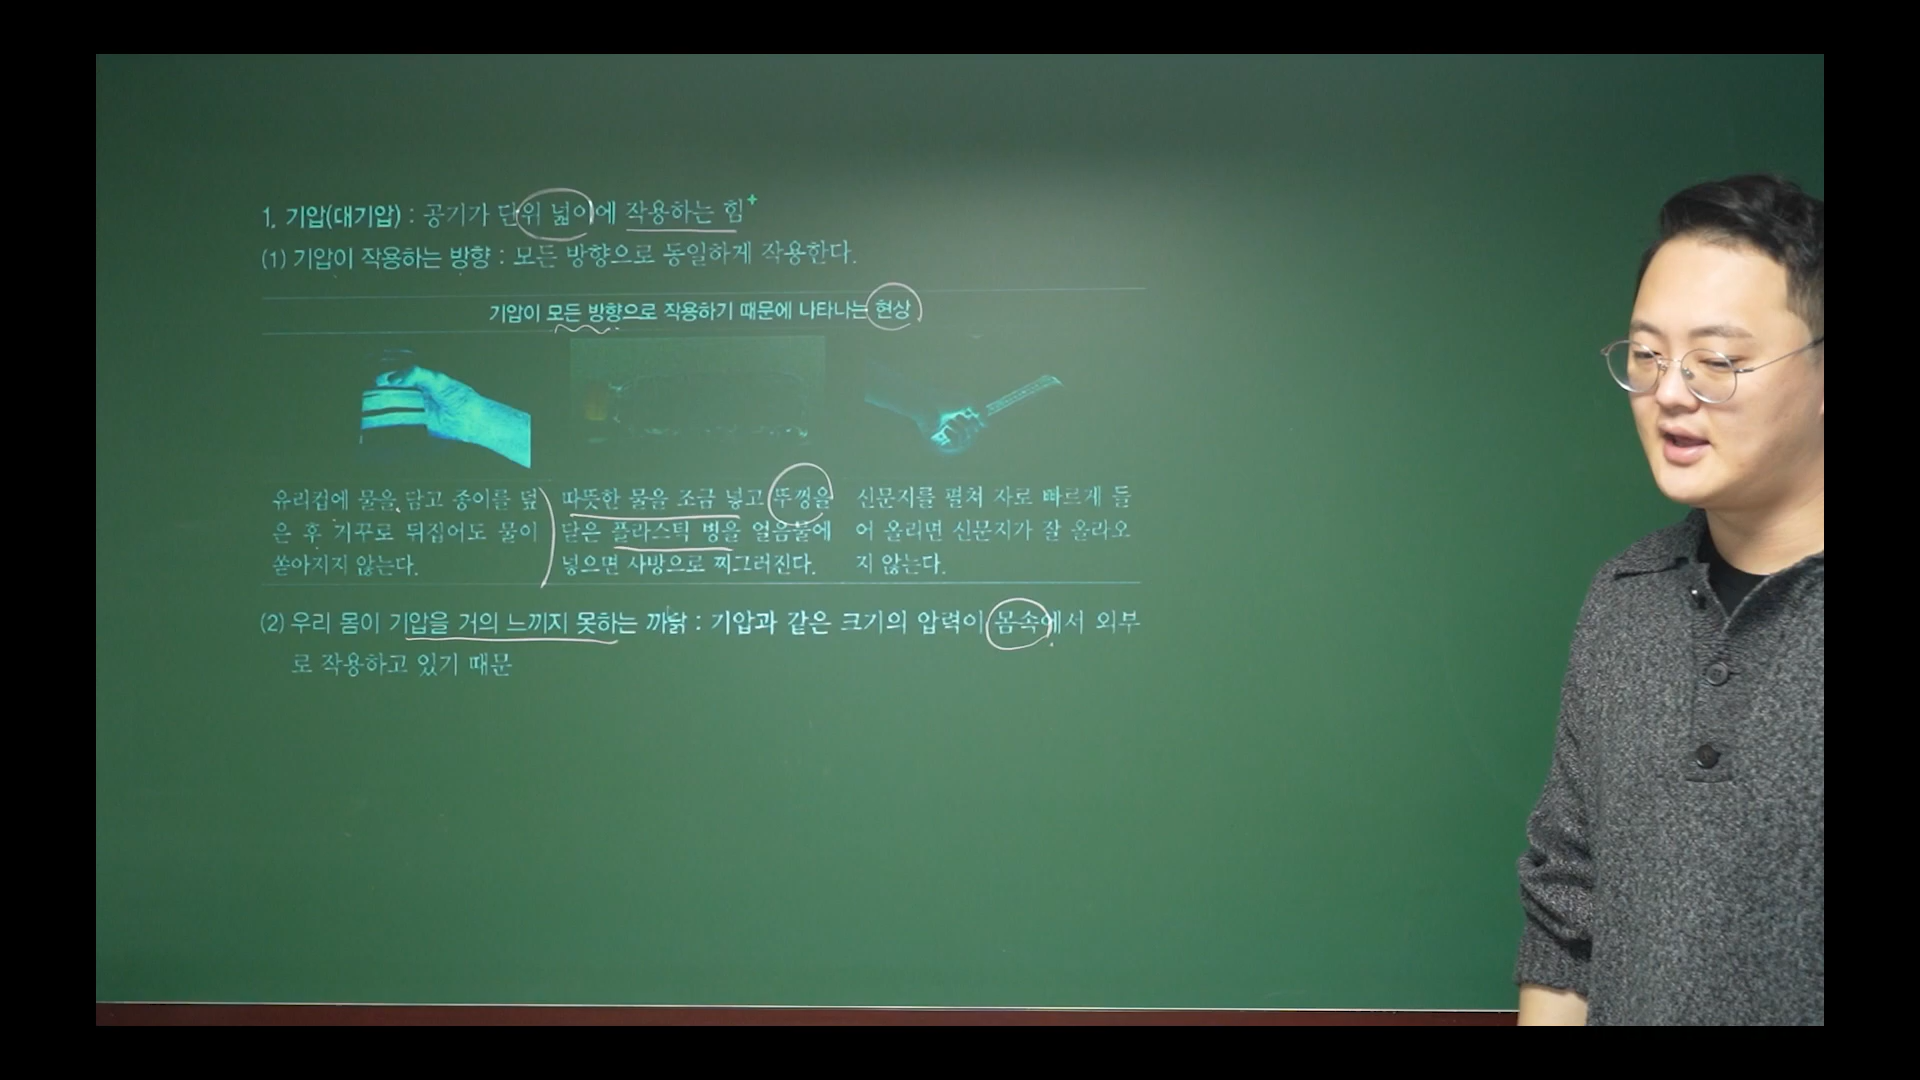 1. 기압(대기압) : 공기가 단위 넓이에 작용하는 힘+
(1) 기압이 작용하는 방향 : 모든 방향으로 동일하게 작용한다.
기압이 모든 방향으로 작용하기 때문에 나타나는 현상
유리컵에 물을 담고 종이를 덮
은 후 거꾸로 뒤집어도 물이
쏟아지지 않는다.
따뜻한 물을 조금 넣고 뚜껑을
닫은 플라스틱 병을 얼음물에
넣으면 사방으로 찌그러진다.
신문지를 펼쳐 자로 빠르게 들
어 올리면 신문지가 잘 올라오
지 않는다.
(2) 우리 몸이 기압을 거의 느끼지 못하는 까닭 : 기압과 같은 크기의 압력이 몸속에서 외부
로 작용하고 있기 때문